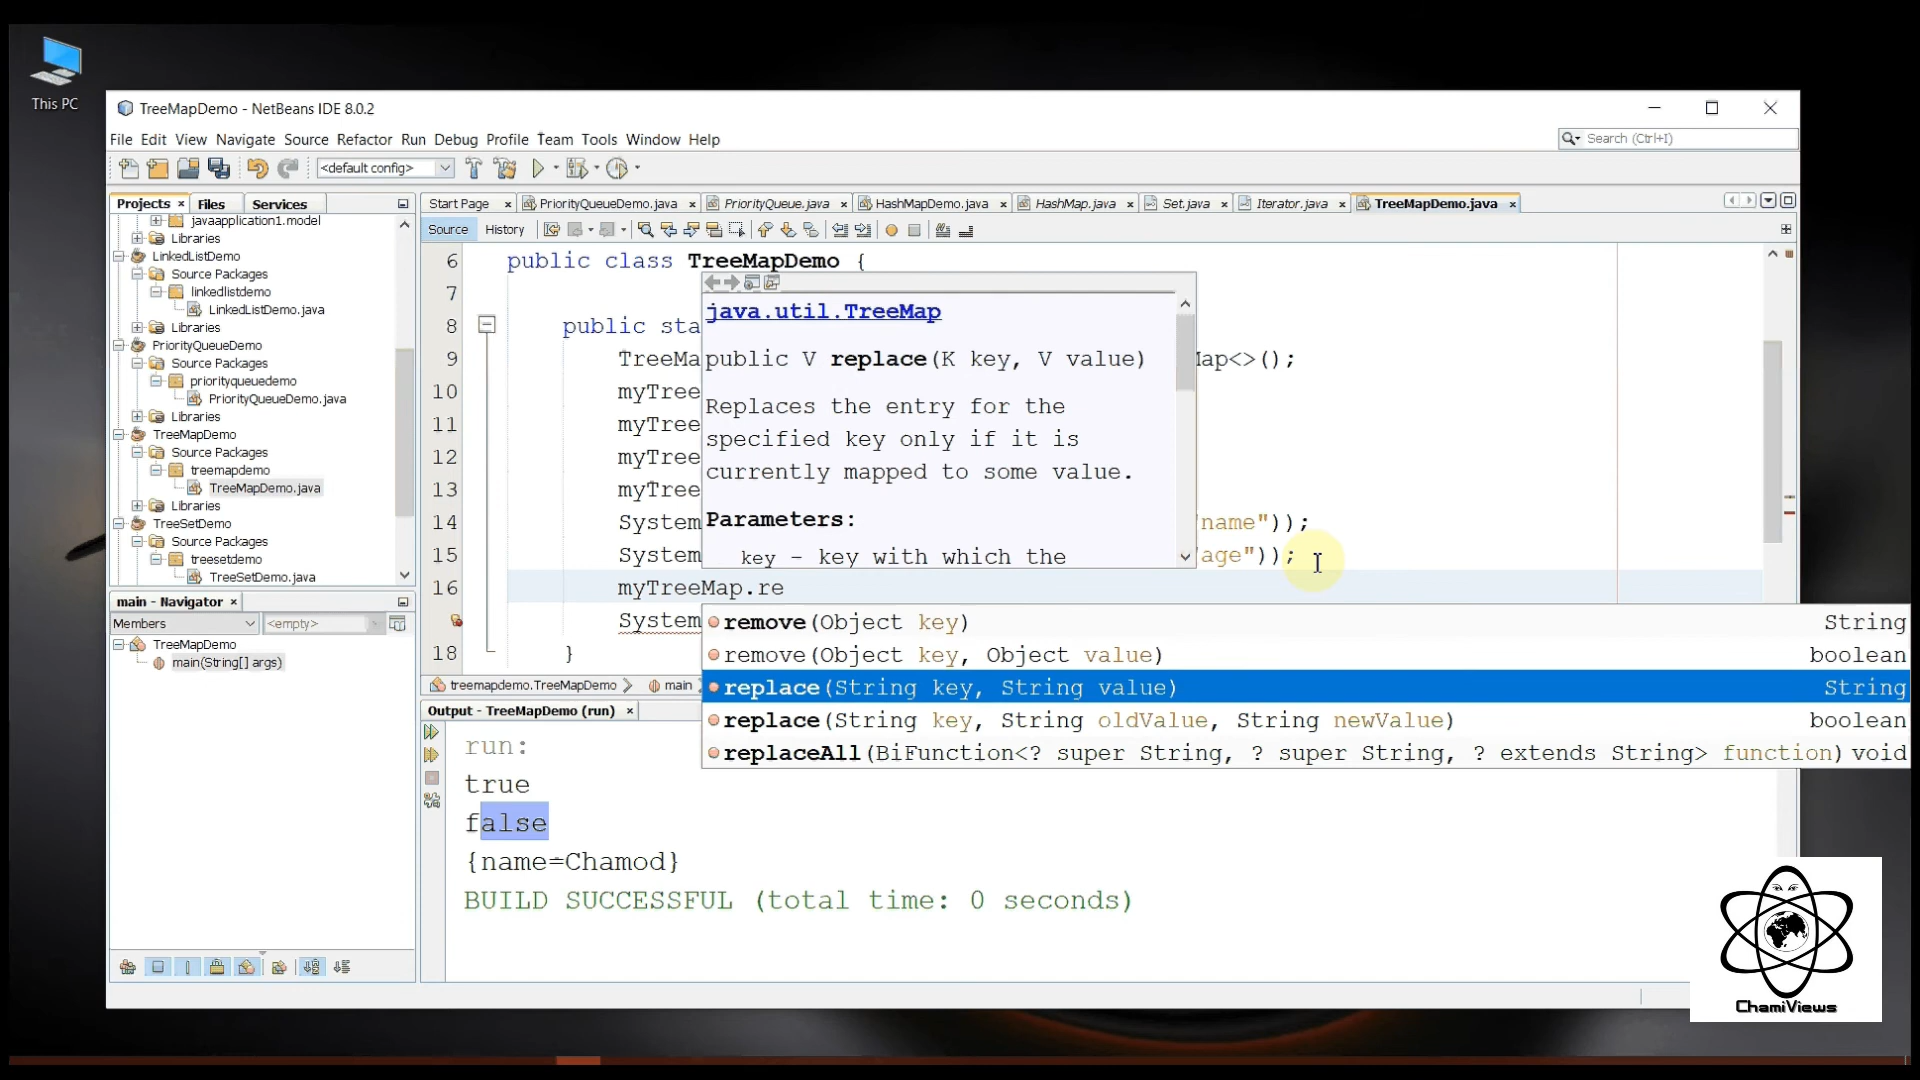 This PC
TreeMapDemo - NetBeans IDE 8.0.2
File Edit View Navigate Source Refactor Run Debug Profile Team Tools Window Help
Search (Ctrl+I)
<default config>
Projects Files Services
Start Page PriorityQueueDemo.java PriorityQueue.java HashMapDemo.java HashMap.java Set.java Iterator.java TreeMapDemo.java
Source History
javaapplication1.model
Libraries
LinkedListDemo
Source Packages
linkedlistdemo
LinkedListDemo.java
Libraries
PriorityQueueDemo
Source Packages
priorityqueuedemo
PriorityQueueDemo.java
Libraries
TreeMapDemo
Source Packages
treemapdemo
TreeMapDemo.java
Libraries
TreeSetDemo
Source Packages
treesetdemo
TreeSetDemo.java
6 public class TreeMapDemo {
7
8 public sta
9 TreeMa Map<>();
10 myTree
11 myTree
12 myTree
13 myTree
14 System "name"));
15 System "age"));
16 myTreeMap.re
System
18 }
java.util.TreeMap
public V replace(K key, V value)
Replaces the entry for the
specified key only if it is
currently mapped to some value.
Parameters:
key - key with which the
remove(Object key) String
remove(Object key, Object value) boolean
replace(String key, String value) String
replace(String key, String oldValue, String newValue) boolean
replaceAll(BiFunction<? super String, ? super String, ? extends String> function) void
treemapdemo.TreeMapDemo main
main - Navigator
Members <empty>
TreeMapDemo
main(String[] args)
Output - TreeMapDemo (run)
run:
true
false
{name=Chamod}
BUILD SUCCESSFUL (total time: 0 seconds)
ChamiViews